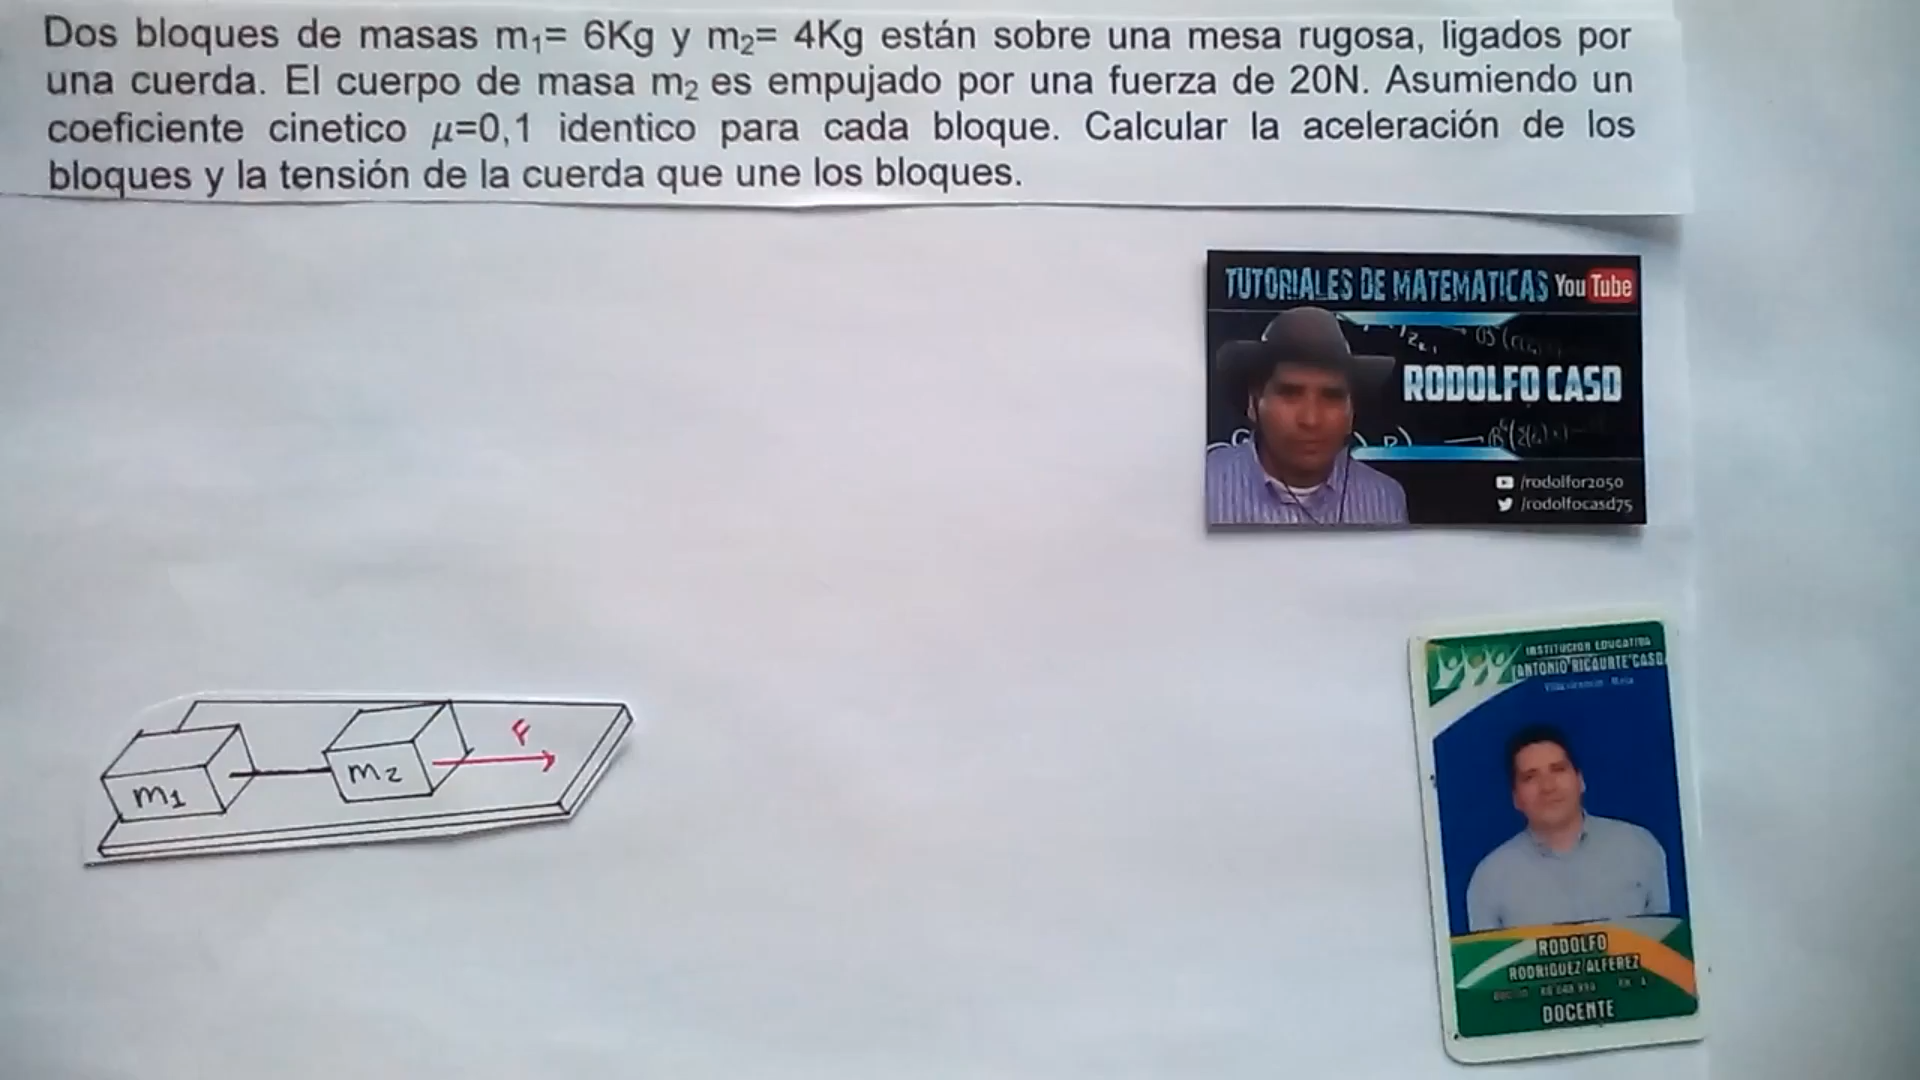 Dos bloques de masas m₁= 6Kg y m₂= 4Kg están sobre una mesa rugosa, ligados por
una cuerda. El cuerpo de masa m₂ es empujado por una fuerza de 20N. Asumiendo un
coeficiente cinetico μ=0,1 identico para cada bloque. Calcular la aceleración de los
bloques y la tensión de la cuerda que une los bloques.
TUTORIALES DE MATEMATICAS YouTube
RODOLFO CASD
/rodolfor2050
/rodolfocasd75
m₁
m₂
F
INSTITUCION EDUCATIVA
ANTONIO RICAURTE CASD
RODOLFO
RODRIGUEZ ALFEREZ
DOCENTE